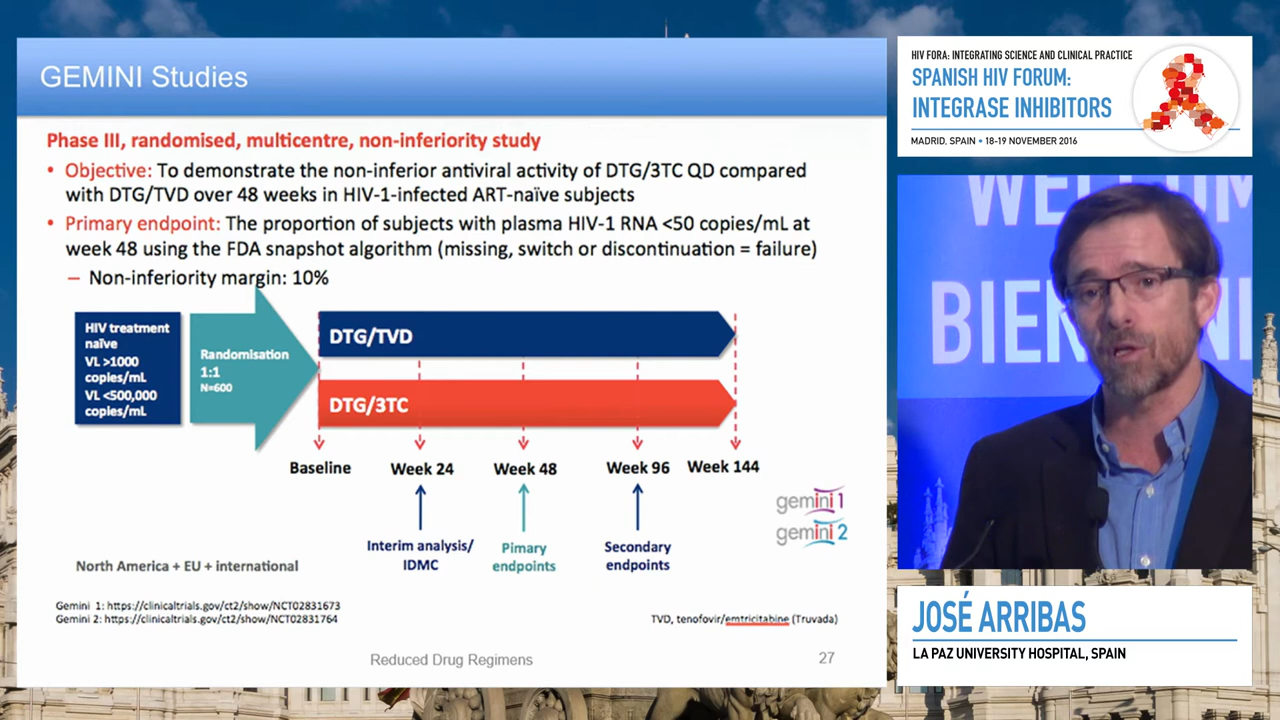 GEMINI Studies
Phase III, randomised, multicentre, non-inferiority study
• Objective: To demonstrate the non-inferior antiviral activity of DTG/3TC QD compared
with DTG/TVD over 48 weeks in HIV-1-infected ART-naïve subjects
• Primary endpoint: The proportion of subjects with plasma HIV-1 RNA <50 copies/mL at
week 48 using the FDA snapshot algorithm (missing, switch or discontinuation = failure)
– Non-inferiority margin: 10%
HIV treatment
naïve
VL >1000
copies/mL
VL <500,000
copies/mL
Randomisation
1:1
N=600
DTG/TVD
DTG/3TC
Baseline
Week 24
Week 48
Week 96
Week 144
Interim analysis/
IDMC
Pimary
endpoints
Secondary
endpoints
gemini 1
gemini 2
North America + EU + international
Gemini 1: https://clinicaltrials.gov/ct2/show/NCT02831673
Gemini 2: https://clinicaltrials.gov/ct2/show/NCT02831764
TVD, tenofovir/emtricitabine (Truvada)
Reduced Drug Regimens
27
HIV FORA: INTEGRATING SCIENCE AND CLINICAL PRACTICE
SPANISH HIV FORUM:
INTEGRASE INHIBITORS
MADRID, SPAIN • 18-19 NOVEMBER 2016
JOSÉ ARRIBAS
LA PAZ UNIVERSITY HOSPITAL, SPAIN